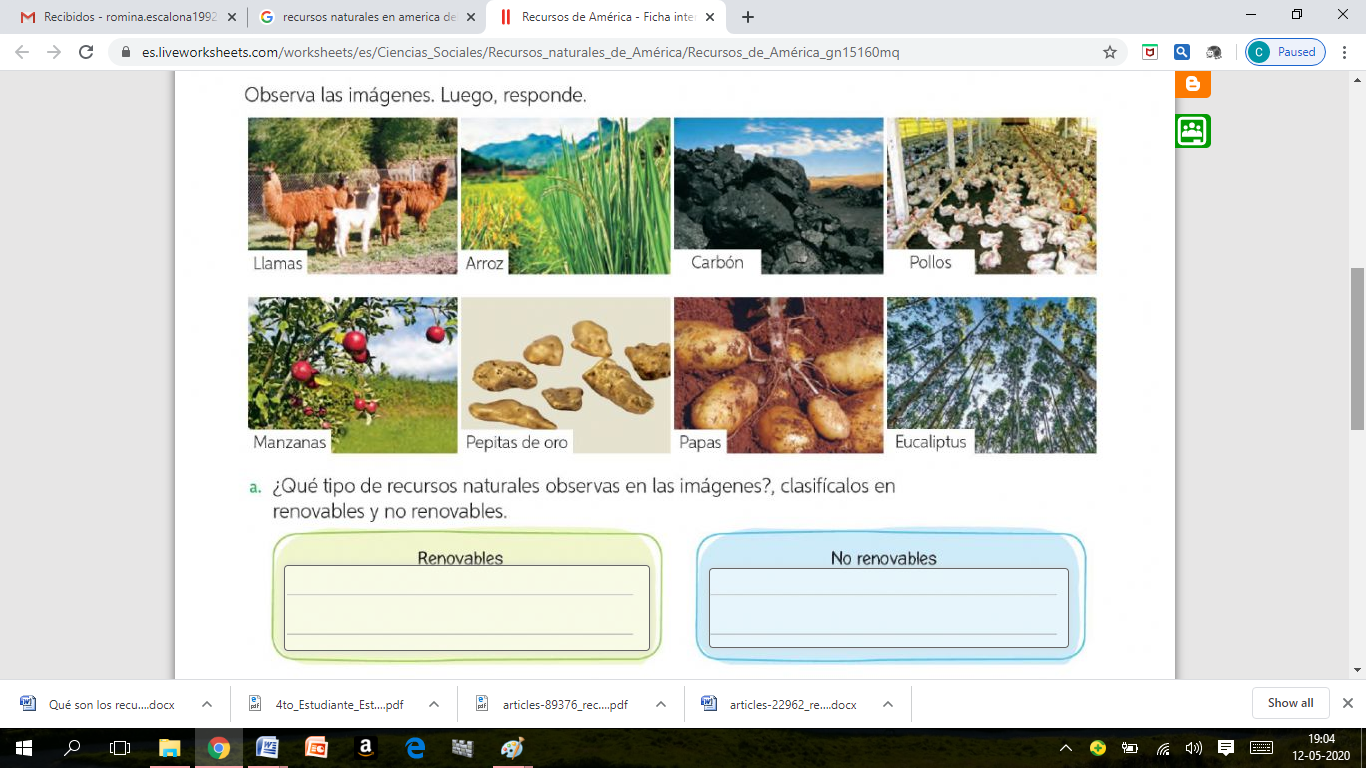 Recibidos - romina.escalona1992
recursos naturales en america de
Recursos de América - Ficha inte
es.liveworksheets.com/worksheets/es/Ciencias_Sociales/Recursos_naturales_de_América/Recursos_de_América_gn15160mq
C Paused
Observa las imágenes. Luego, responde.
Llamas
Arroz
Carbón
Pollos
Manzanas
Pepitas de oro
Papas
Eucaliptus
a. ¿Qué tipo de recursos naturales observas en las imágenes?, clasifícalos en
renovables y no renovables.
Renovables
No renovables
Qué son los recu....docx
4to_Estudiante_Est....pdf
articles-89376_rec....pdf
articles-22962_re....docx
Show all
19:04
12-05-2020